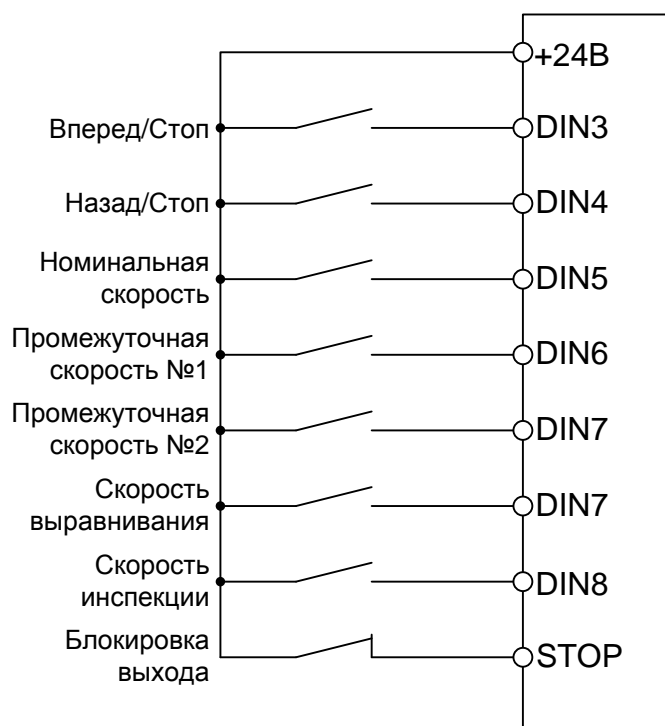 +24В
Вперед/Стоп
DIN3
Назад/Стоп
DIN4
Номинальная
скорость
DIN5
Промежуточная
скорость №1
DIN6
Промежуточная
скорость №2
DIN7
Скорость
выравнивания
DIN7
Скорость
инспекции
DIN8
Блокировка
выхода
STOP